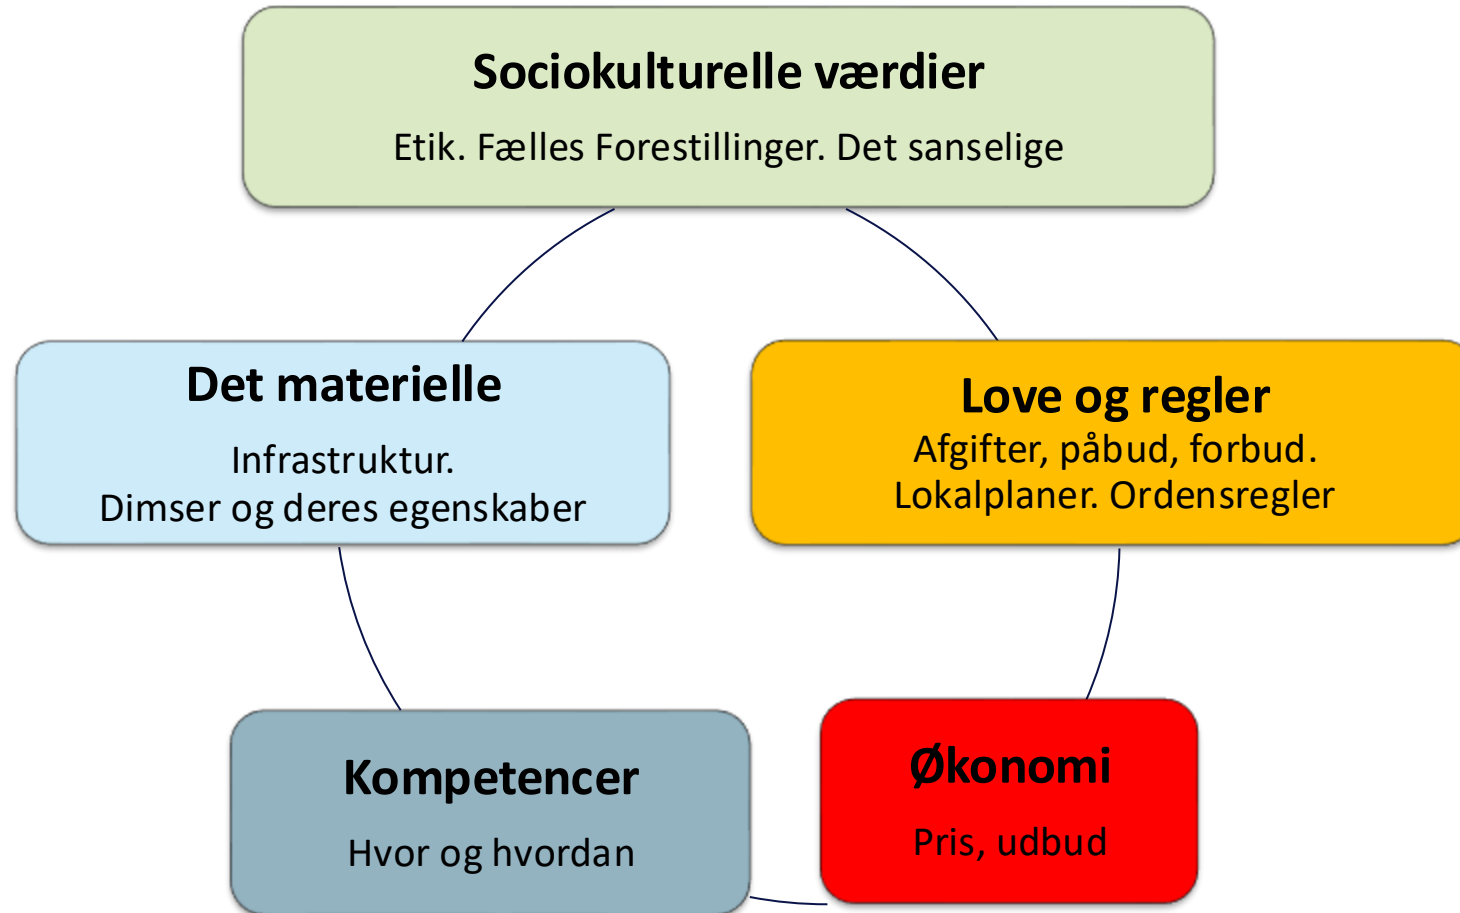 Sociokulturelle værdier
Etik. Fælles Forestillinger. Det sanselige
Det materielle
Infrastruktur.
Dimser og deres egenskaber
Love og regler
Afgifter, påbud, forbud.
Lokalplaner. Ordensregler
Kompetencer
Hvor og hvordan
Økonomi
Pris, udbud